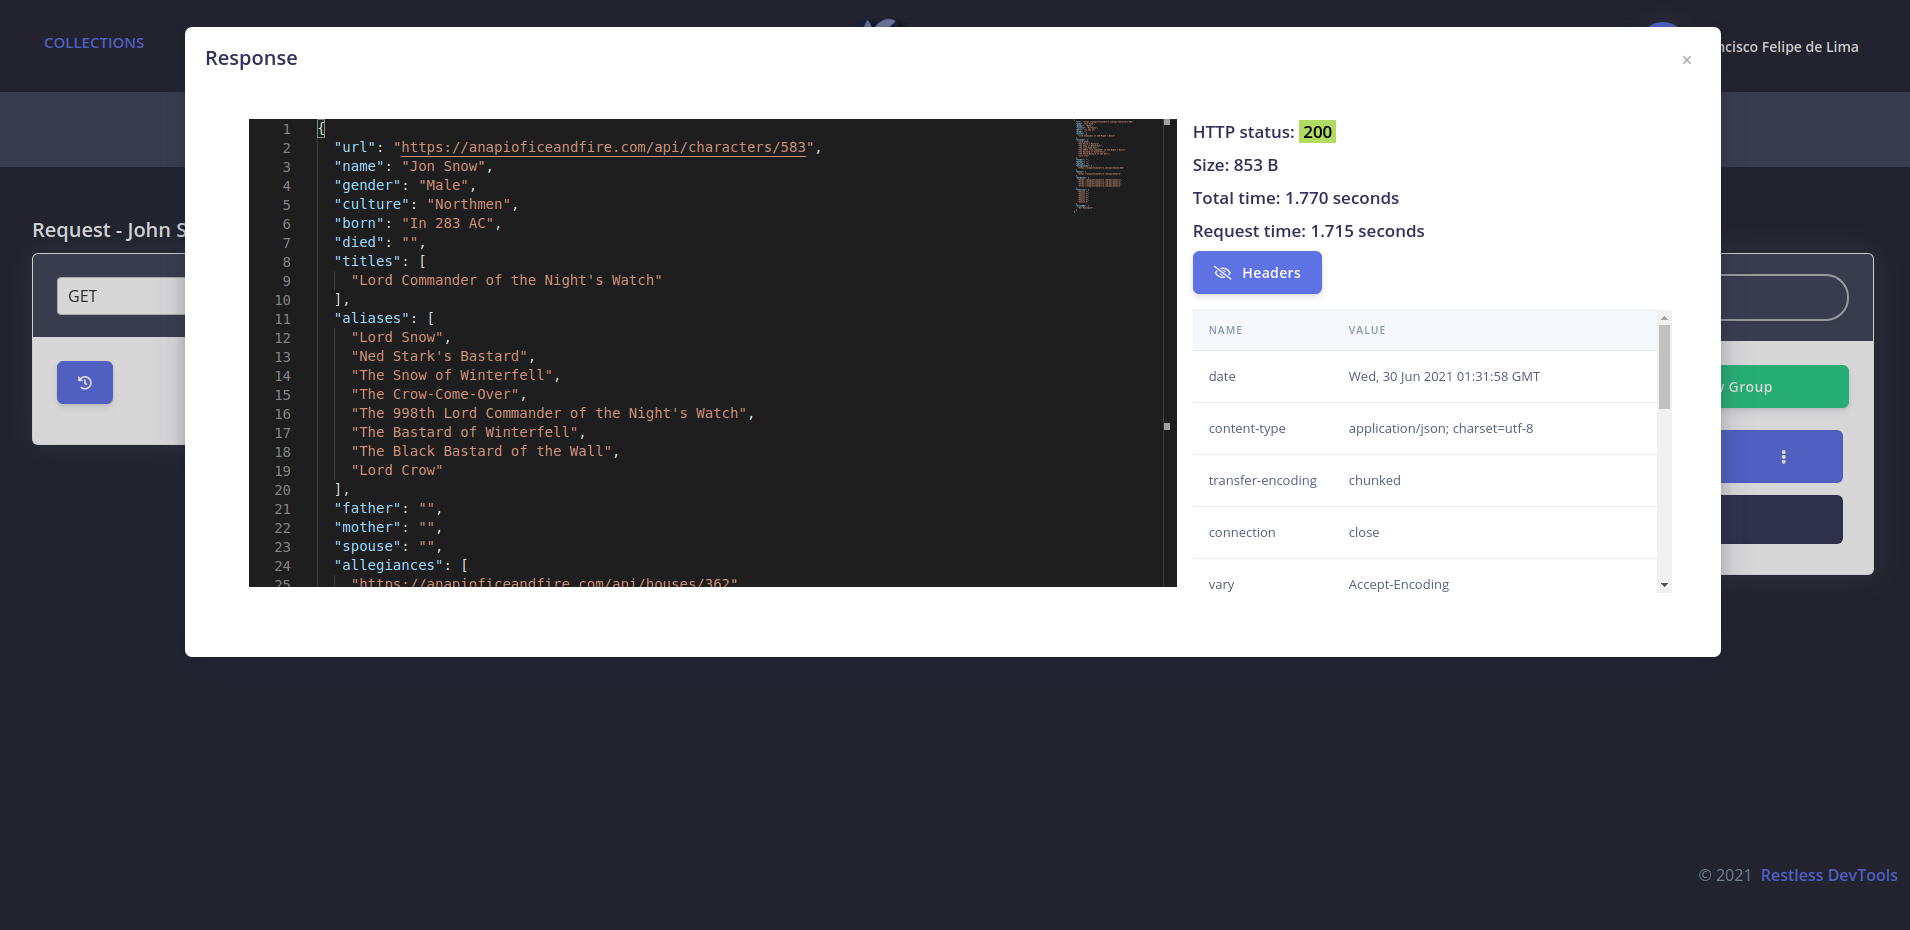 COLLECTIONS
ncisco Felipe de Lima
Response
×
Request - John S
GET
Group
1 {
2 "url": "https://anapioficeandfire.com/api/characters/583",
3 "name": "Jon Snow",
4 "gender": "Male",
5 "culture": "Northmen",
6 "born": "In 283 AC",
7 "died": "",
8 "titles": [
9 "Lord Commander of the Night's Watch"
10 ],
11 "aliases": [
12 "Lord Snow",
13 "Ned Stark's Bastard",
14 "The Snow of Winterfell",
15 "The Crow-Come-Over",
16 "The 998th Lord Commander of the Night's Watch",
17 "The Bastard of Winterfell",
18 "The Black Bastard of the Wall",
19 "Lord Crow"
20 ],
21 "father": "",
22 "mother": "",
23 "spouse": "",
24 "allegiances": [
25 "https://anapioficeandfire.com/api/houses/362"
HTTP status: 200
Size: 853 B
Total time: 1.770 seconds
Request time: 1.715 seconds
Headers
NAME VALUE
date Wed, 30 Jun 2021 01:31:58 GMT
content-type application/json; charset=utf-8
transfer-encoding chunked
connection close
vary Accept-Encoding
© 2021 Restless DevTools